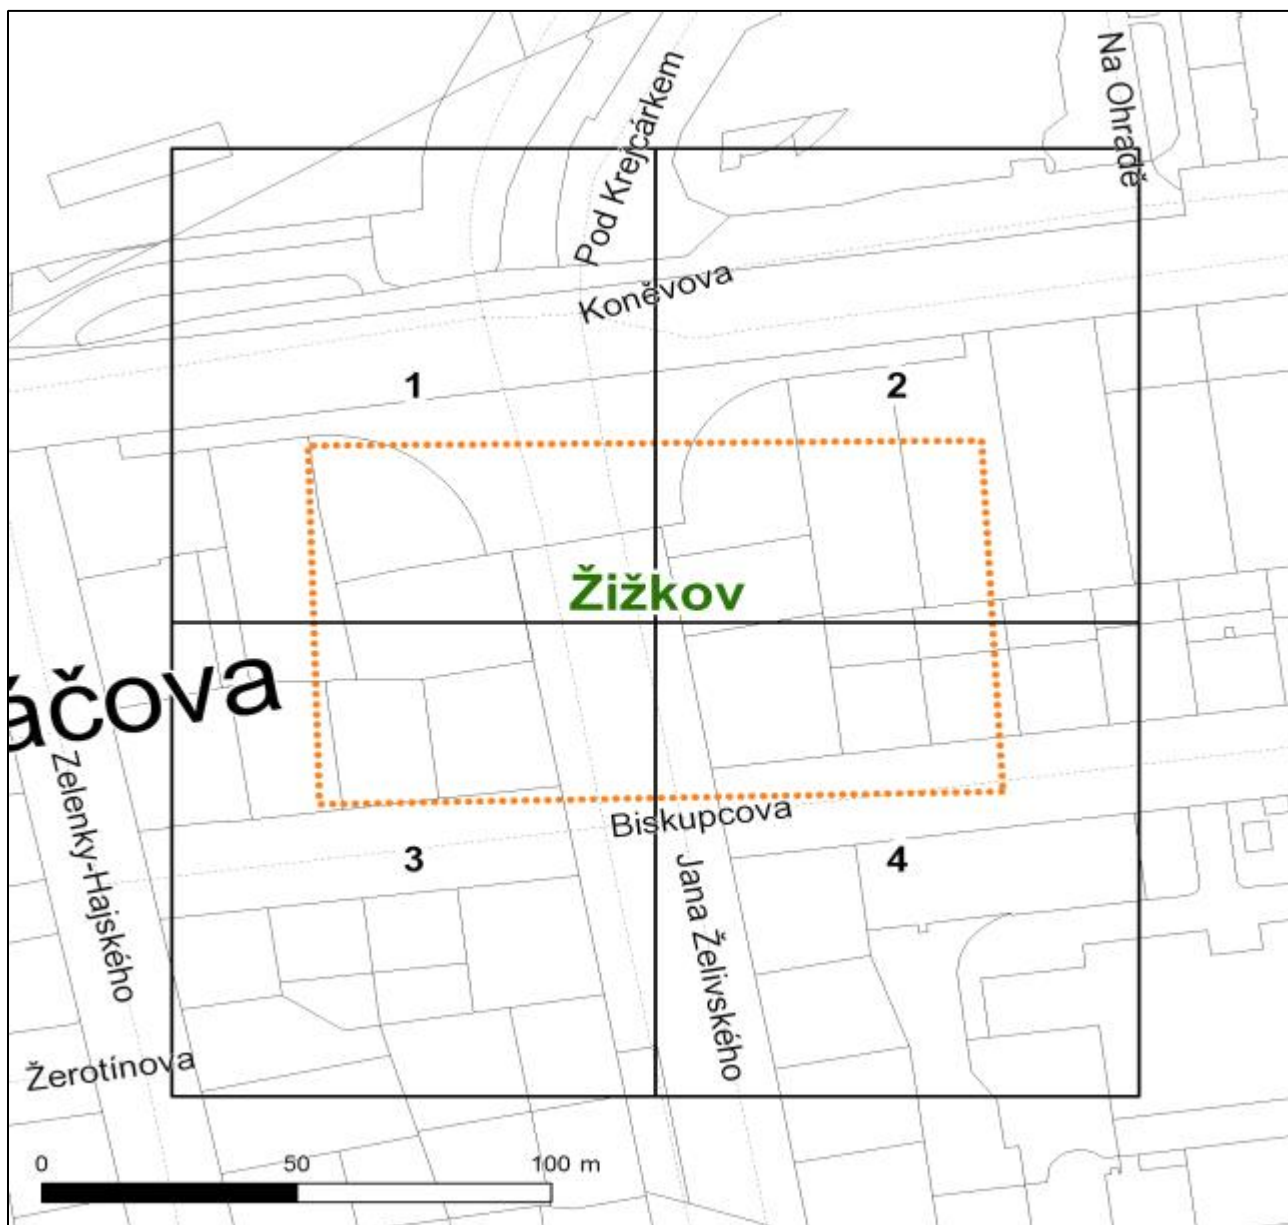 Na Ohradě
Pod Krejcárkem
Koněvova
1
2
Žižkov
áčova
Zelenky-Hajského
Biskupcova
3
4
Jana Želivského
Žerotínova
0 50 100 m